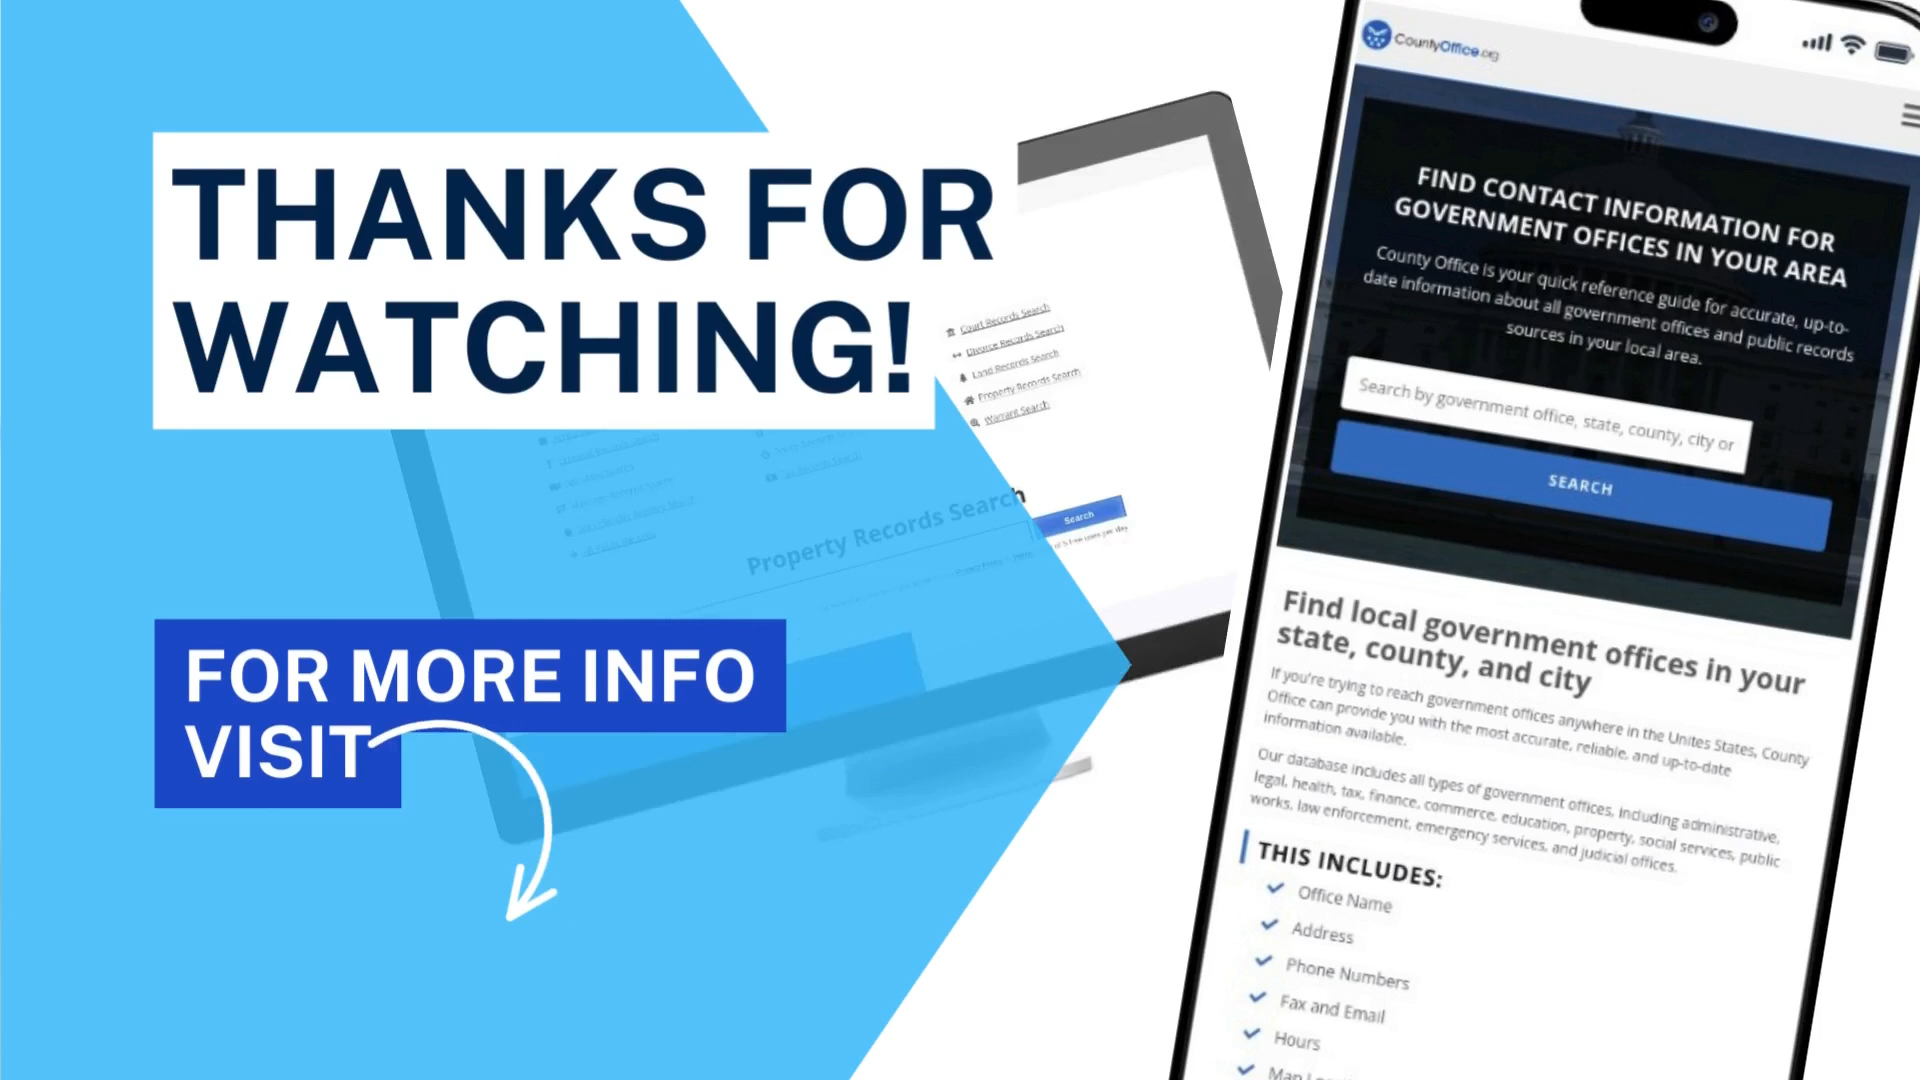 THANKS FOR
WATCHING!
FOR MORE INFO
VISIT
Court Records Search
Divorce Records Search
Land Records Search
Property Records Search
Warrant Search
Property Records Search
Search
CountyOffice.org
FIND CONTACT INFORMATION FOR
GOVERNMENT OFFICES IN YOUR AREA
County Office is your quick reference guide for accurate, up-to-
date information about all government offices and public records
sources in your local area.
Search by government office, state, county, city or
SEARCH
Find local government offices in your
state, county, and city
If you're trying to reach government offices anywhere in the Unites States, County
Office can provide you with the most accurate, reliable, and up-to-date
information available.
Our database includes all types of government offices, including administrative,
legal, health, tax, finance, commerce, education, property, social services, public
works, law enforcement, emergency services, and judicial offices.
THIS INCLUDES:
Office Name
Address
Phone Numbers
Fax and Email
Hours
Map